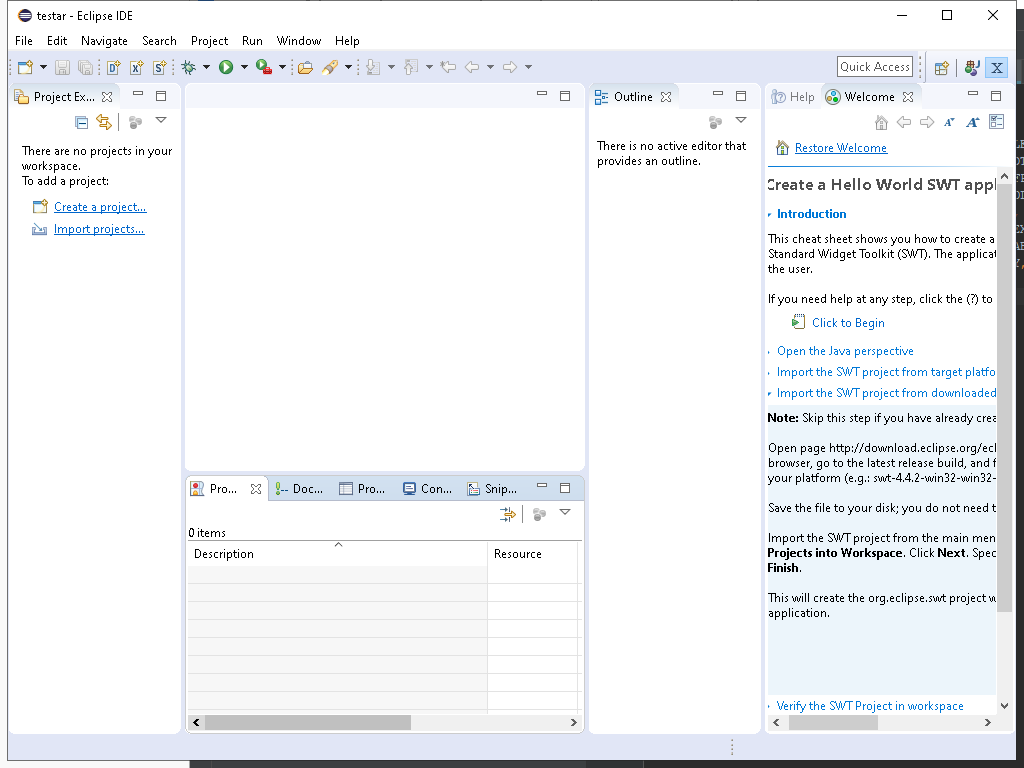 testar - Eclipse IDE
File Edit Navigate Search Project Run Window Help
Quick Access
Project Ex...
There are no projects in your
workspace.
To add a project:
Create a project...
Import projects...
Outline
There is no active editor that
provides an outline.
Help Welcome
Restore Welcome
Create a Hello World SWT appl
Introduction
This cheat sheet shows you how to create a
Standard Widget Toolkit (SWT). The applicat
the user.
If you need help at any step, click the (?) to
Click to Begin
Open the Java perspective
Import the SWT project from target platfo
Import the SWT project from downloaded
Note: Skip this step if you have already crea
Open page http://download.eclipse.org/ecl
browser, go to the latest release build, and f
your platform (e.g.: swt-4.4.2-win32-win32-
Save the file to your disk; you do not need t
Import the SWT project from the main men
Projects into Workspace. Click Next. Spec
Finish.
This will create the org.eclipse.swt project w
application.
Verify the SWT Project in workspace
Pro... Doc... Pro... Con... Snip...
0 items
Description Resource